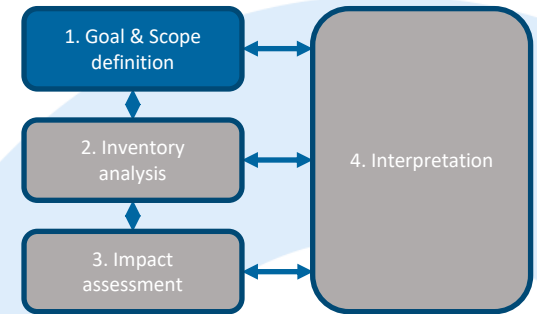 1. Goal & Scope
definition
2. Inventory
analysis
4. Interpretation
3. Impact
assessment